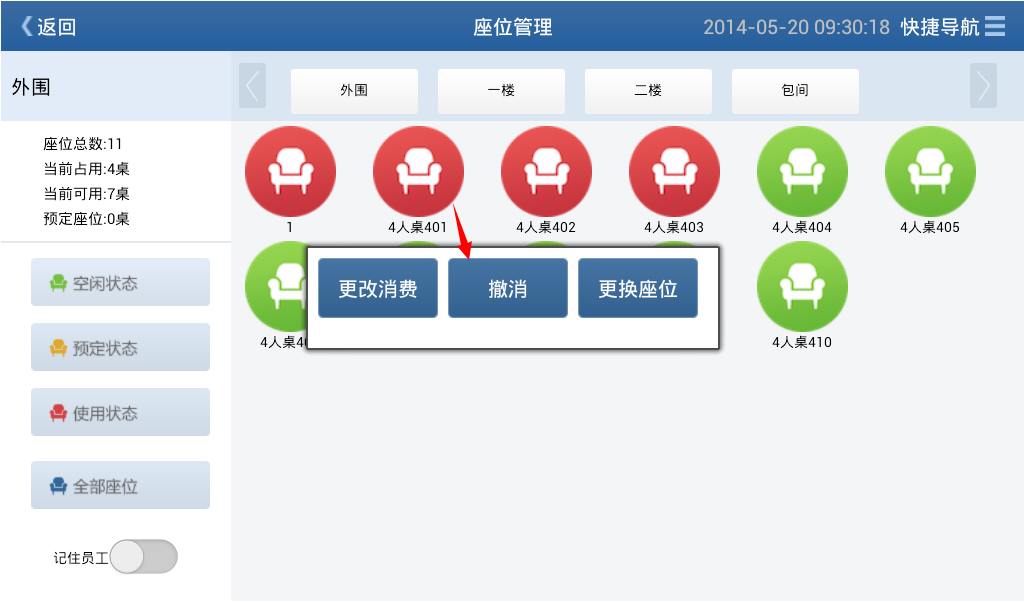 返回
座位管理
2014-05-20 09:30:18 快捷导航
外围
外围 一楼 二楼 包间
座位总数:11
当前占用:4桌
当前可用:7桌
预定座位:0桌
1 4人桌401 4人桌402 4人桌403 4人桌404 4人桌405
更改消费 撤消 更换座位
4人桌4 4人桌410
空闲状态
预定状态
使用状态
全部座位
记住员工